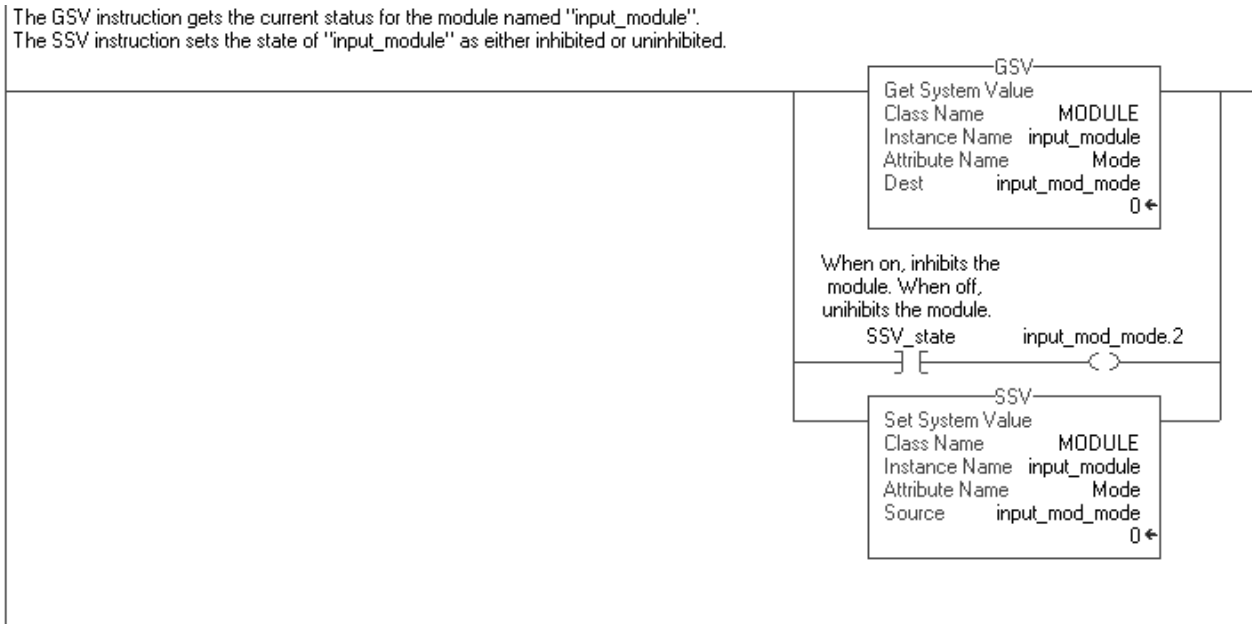 The GSV instruction gets the current status for the module named "input_module".
The SSV instruction sets the state of "input_module" as either inhibited or uninhibited.
GSV
Get System Value
Class Name MODULE
Instance Name input_module
Attribute Name Mode
Dest input_mod_mode
0
When on, inhibits the
module. When off,
unihibits the module.
SSV_state input_mod_mode.2
SSV
Set System Value
Class Name MODULE
Instance Name input_module
Attribute Name Mode
Source input_mod_mode
0